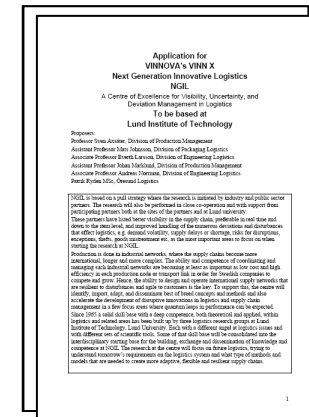 Application for
VINNOVA's VINN X
Next Generation Innovative Logistics
NGIL
A Centre of Excellence for Visibility, Uncertainty, and
Deviation Management in Logistics
To be based at
Lund Institute of Technology
Proposers:
Professor Sven Axsäter, Division of Production Management
Assistant Professor Mats Johnsson, Division of Packaging Logistics
Associate Professor Everth Larsson, Division of Engineering Logistics
Assistant Professor Johan Marklund, Division of Production Management
Associate Professor Andreas Norrman, Division of Engineering Logistics
Patrik Rydén MSc, Øresund Logistics
NGIL is based on a pull strategy where the research is initiated by industry and public sector
partners. The research will also be performed in close co-operation and with support from
participating partners both at the sites of the partners and at Lund university.
These partners have listed better visibility in the supply chain, preferable in real time and
down to the item level, and improved handling of the numerous deviations and disturbances
that effect logistics, e.g. demand volatility, supply delays or shortage, risks for disruptions,
exceptions, thefts, goods mistreatment etc, as the most important areas to focus on when
starting the research at NGIL.
Production is done in industrial networks, where the supply chains become more
international, longer and more complex. The ability and competence of coordinating and
managing such industrial networks are becoming at least as important as low cost and high
efficiency in each production node or transport link in order for Swedish companies to
compete and grow. Hence, the ability to design and operate international supply networks that
are resilient to disturbances and agile to customers is the key. To support this, the centre will
identify, import, adapt, and disseminate best of breed concepts and methods and also
accelerate the development of disruptive innovations in logistics and supply chain
management in a few focus areas where quantum leaps in performance can be expected.
Since 1965 a solid skill base with a deep competence, both theoretical and applied, within
logistics and related areas has been built up by three logistics research groups at Lund
Institute of Technology, Lund University. Each with a different angel at logistics issues and
with different sets of scientific tools. Some of that skill base will be consolidated into the
interdisciplinary starting base for the building, exchange and dissemination of knowledge and
competence at NGIL. The research at the centre will focus on future logistics, trying to
understand tomorrow's requirements on the logistics system and what type of methods and
models that are needed to create more adaptive, flexible and resilient supply chains.
1